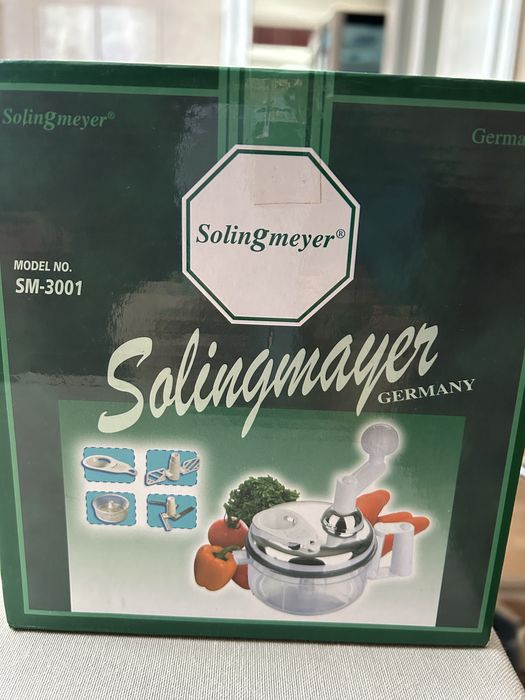 Solingmeyer®
Germa
Solingmeyer®
MODEL NO.
SM-3001
Solingmayer
GERMANY